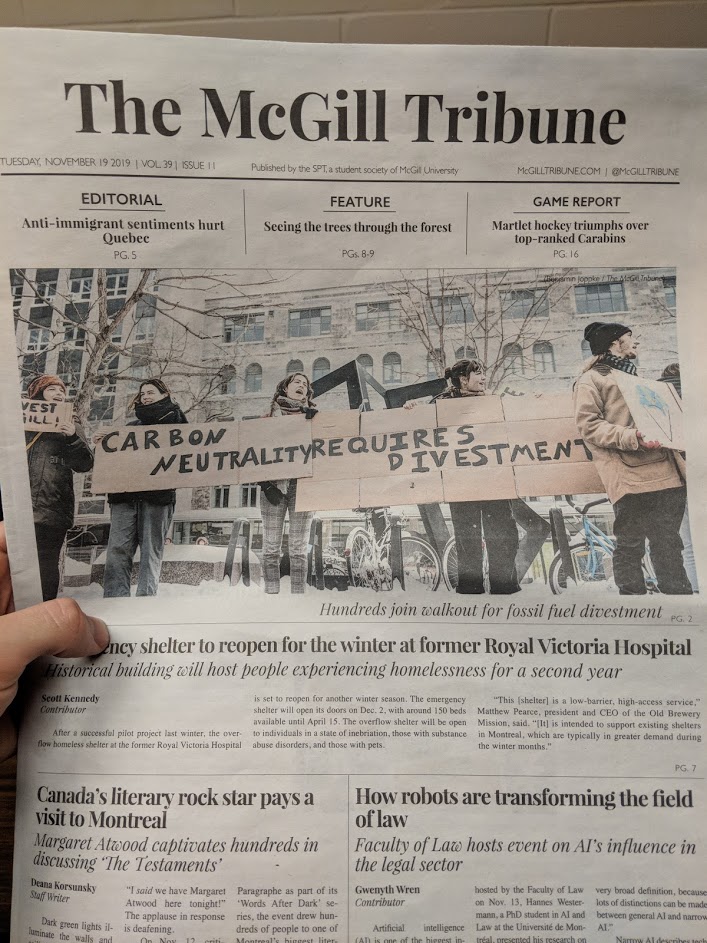 The McGill Tribune
TUESDAY, NOVEMBER 19 2019 | VOL. 39 | ISSUE 11
Published by the SPT, a student society of McGill University
McGILLTRIBUNE.COM | @McGILLTRIBUNE
EDITORIAL
Anti-immigrant sentiments hurt
Quebec
PG. 5
FEATURE
Seeing the trees through the forest
PGs. 8-9
GAME REPORT
Martlet hockey triumphs over
top-ranked Carabins
PG. 16
Joppke / The McGill Tribune
VEST
GILL!
CARBON
NEUTRALITY
REQUIRES
DIVESTMENT
Hundreds join walkout for fossil fuel divestment
PG. 2
ency shelter to reopen for the winter at former Royal Victoria Hospital
Historical building will host people experiencing homelessness for a second year
Scott Kennedy
Contributor
After a successful pilot project last winter, the over-
flow homeless shelter at the former Royal Victoria Hospital
is set to reopen for another winter season. The emergency
shelter will open its doors on Dec. 2, with around 150 beds
available until April 15. The overflow shelter will be open
to individuals in a state of inebriation, those with substance
abuse disorders, and those with pets.
"This [shelter] is a low-barrier, high-access service,"
Matthew Pearce, president and CEO of the Old Brewery
Mission, said. "[It] is intended to support existing shelters
in Montreal, which are typically in greater demand during
the winter months."
PG. 7
Canada's literary rock star pays a
visit to Montreal
Margaret Atwood captivates hundreds in
discussing 'The Testaments'
Deana Korsunsky
Staff Writer
Dark green lights il-
luminate the walls and
"I said we have Margaret
Atwood here tonight!"
The applause in response
is deafening.
On Nov. 12, criti-
Paragraphe as part of its
'Words After Dark' se-
ries, the event drew hun-
dreds of people to one of
Montreal's biggest liter-
How robots are transforming the field
of law
Faculty of Law hosts event on AI's influence in
the legal sector
Gwenyth Wren
Contributor
Artificial intelligence
(AI) is one of the biggest in-
hosted by the Faculty of Law
on Nov. 13, Hannes Wester-
mann, a PhD student in AI and
Law at the Université de Mon-
tréal, presented his research on
very broad definition, because
lots of distinctions can be made
between general AI and narrow
AI."
Narrow AI describes tech